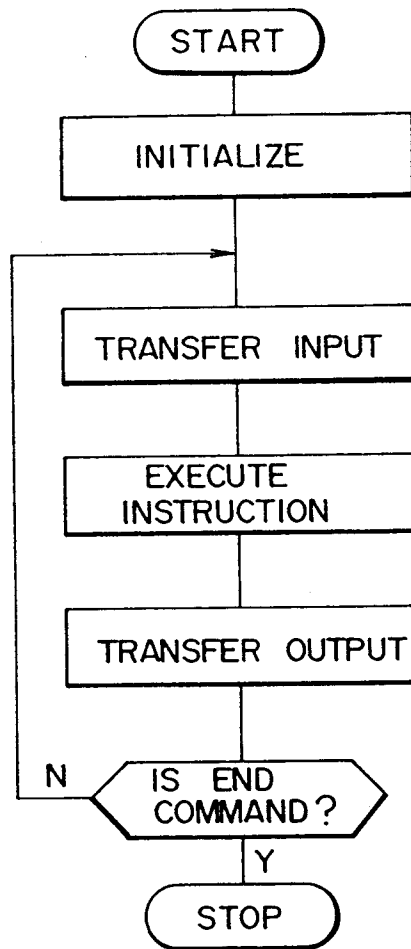 START
INITIALIZE
TRANSFER INPUT
EXECUTE
INSTRUCTION
TRANSFER OUTPUT
N
IS END
COMMAND?
Y
STOP